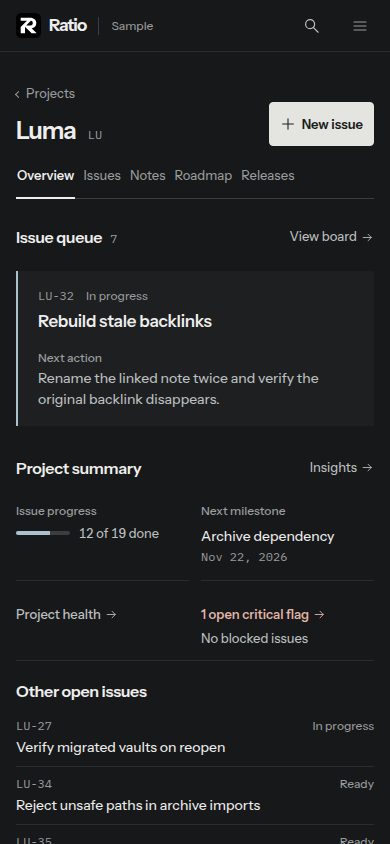 Ratio
Sample
Projects
Luma LU
New issue
Overview Issues Notes Roadmap Releases
Issue queue 7
View board →
LU-32 In progress
Rebuild stale backlinks
Next action
Rename the linked note twice and verify the
original backlink disappears.
Project summary
Insights →
Issue progress
12 of 19 done
Next milestone
Archive dependency
Nov 22, 2026
Project health →
1 open critical flag →
No blocked issues
Other open issues
LU-27
In progress
Verify migrated vaults on reopen
LU-34
Ready
Reject unsafe paths in archive imports
LU-35
Ready